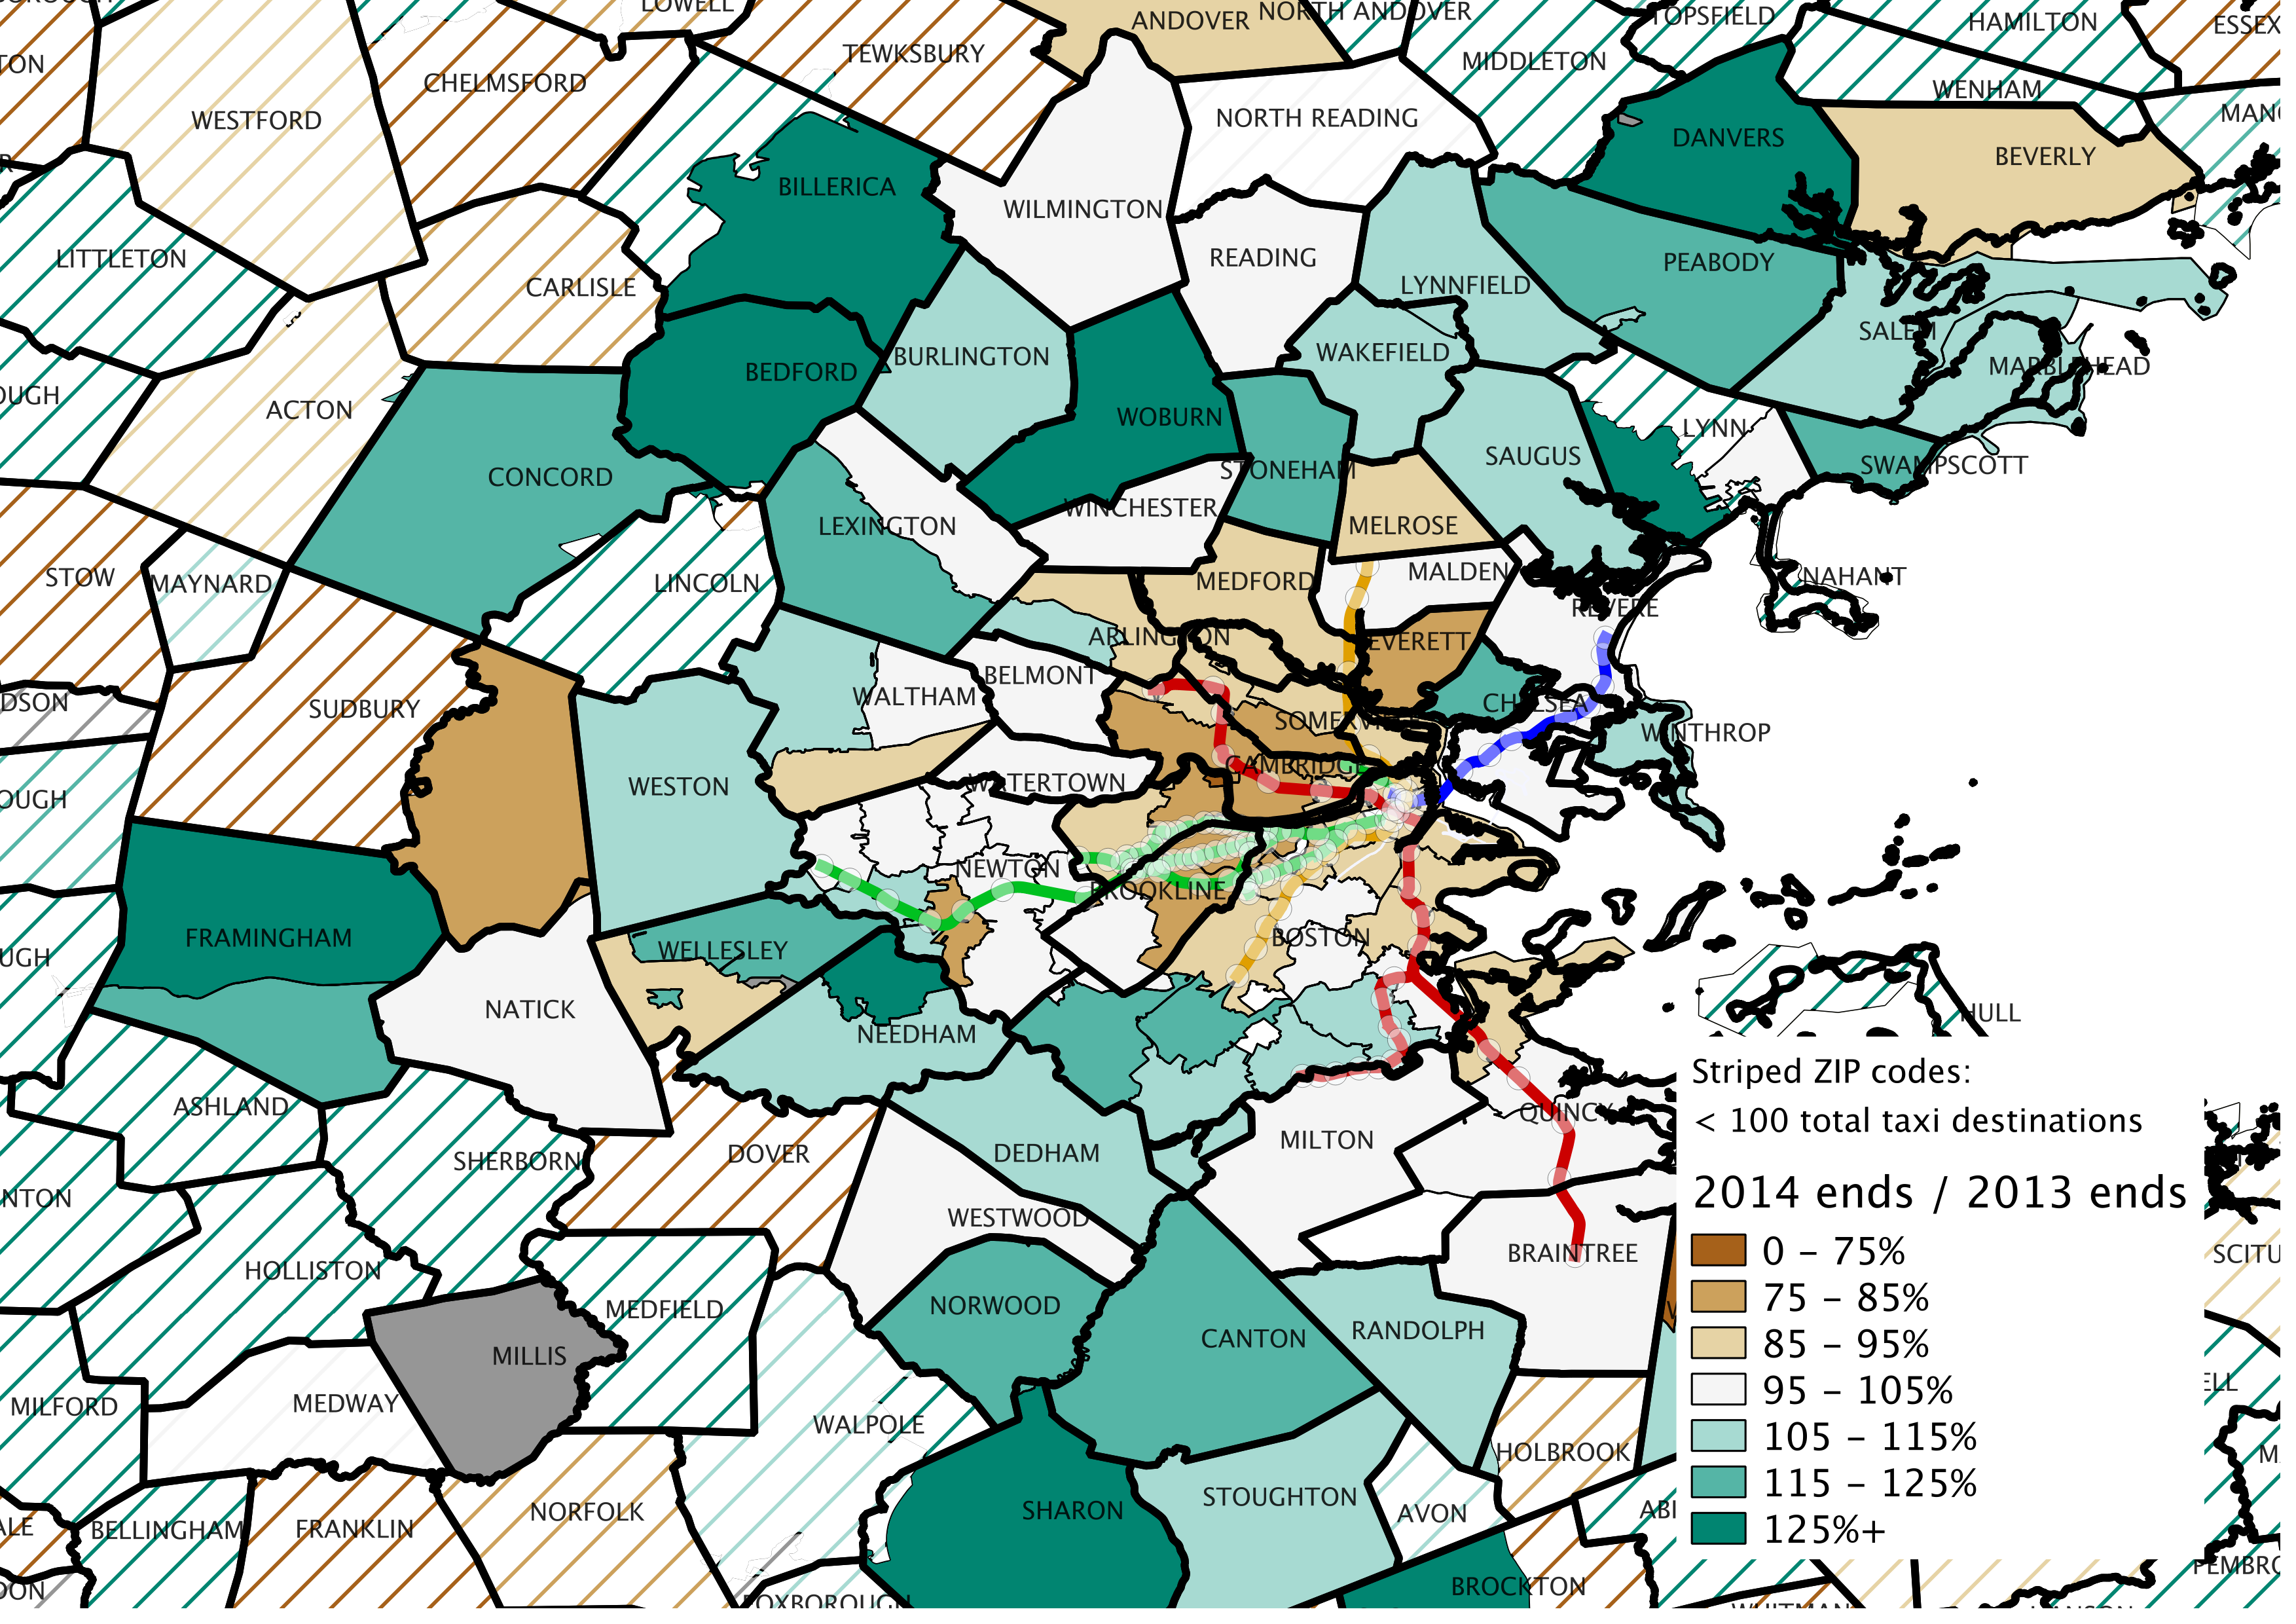 LOWELL
ANDOVER
NORTH ANDOVER
TOPSFIELD
HAMILTON
ESSEX
TEWKSBURY
MIDDLETON
TON
CHELMSFORD
WENHAM
WESTFORD
NORTH READING
MANC
DANVERS
BEVERLY
BILLERICA
WILMINGTON
LITTLETON
READING
PEABODY
CARLISLE
LYNNFIELD
SALEM
BURLINGTON
WAKEFIELD
MARBLEHEAD
BEDFORD
OUGH
ACTON
WOBURN
LYNN
SAUGUS
SWAMPSCOTT
CONCORD
STONEHAM
WINCHESTER
LEXINGTON
MELROSE
STOW
MAYNARD
LINCOLN
MEDFORD
MALDEN
NAHANT
REVERE
ARLINGTON
EVERETT
BELMONT
WALTHAM
DSON
SUDBURY
CHELSEA
SOMERVILLE
WINTHROP
CAMBRIDGE
WESTON
WATERTOWN
OUGH
NEWTON
BROOKLINE
FRAMINGHAM
BOSTON
WELLESLEY
UGH
NATICK
NEEDHAM
HULL
ASHLAND
QUINCY
MILTON
SHERBORN
DOVER
DEDHAM
NTON
WESTWOOD
BRAINTREE
SCITU
HOLLISTON
MEDFIELD
NORWOOD
CANTON
RANDOLPH
MILLIS
ELL
MEDWAY
MILFORD
WALPOLE
HOLBROOK
STOUGHTON
SHARON
AVON
ABI
NORFOLK
FRANKLIN
BELLINGHAM
ALE
PEMBRO
BROCKTON
DON
FOXBOROUGH
WHITMAN
HANSON
Striped ZIP codes:
< 100 total taxi destinations
2014 ends / 2013 ends
0 – 75%
75 – 85%
85 – 95%
95 – 105%
105 – 115%
115 – 125%
125%+